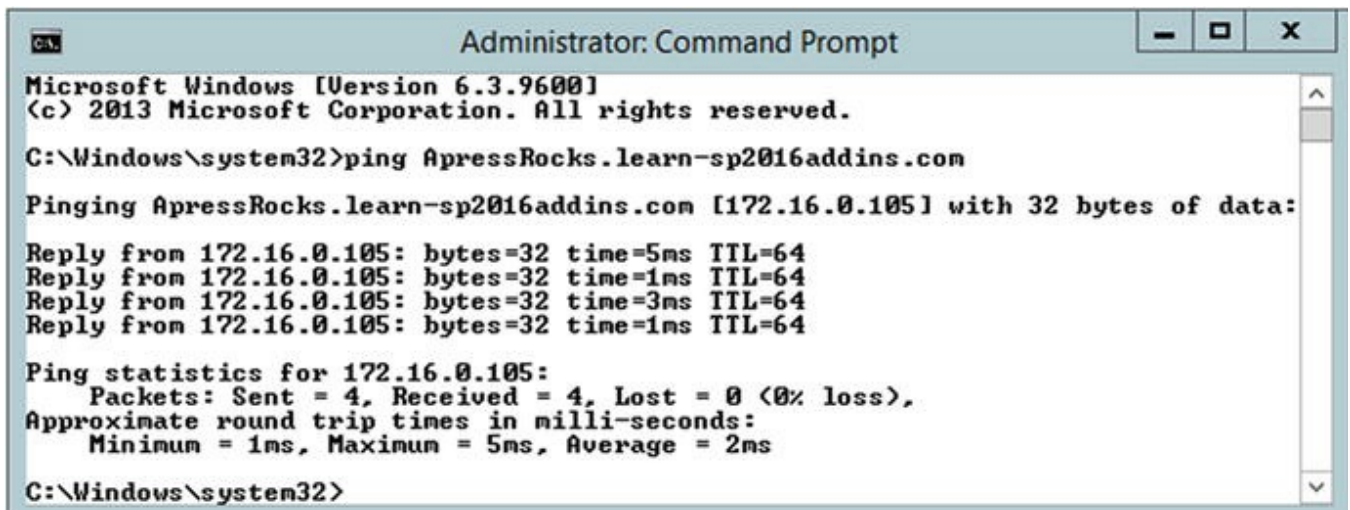 Administrator: Command Prompt
Microsoft Windows [Version 6.3.9600]
(c) 2013 Microsoft Corporation. All rights reserved.
C:\Windows\system32>ping ApressRocks.learn-sp2016addins.com
Pinging ApressRocks.learn-sp2016addins.com [172.16.0.105] with 32 bytes of data:
Reply from 172.16.0.105: bytes=32 time=5ms TTL=64
Reply from 172.16.0.105: bytes=32 time=1ms TTL=64
Reply from 172.16.0.105: bytes=32 time=3ms TTL=64
Reply from 172.16.0.105: bytes=32 time=1ms TTL=64
Ping statistics for 172.16.0.105:
Packets: Sent = 4, Received = 4, Lost = 0 (0% loss),
Approximate round trip times in milli-seconds:
Minimum = 1ms, Maximum = 5ms, Average = 2ms
C:\Windows\system32>